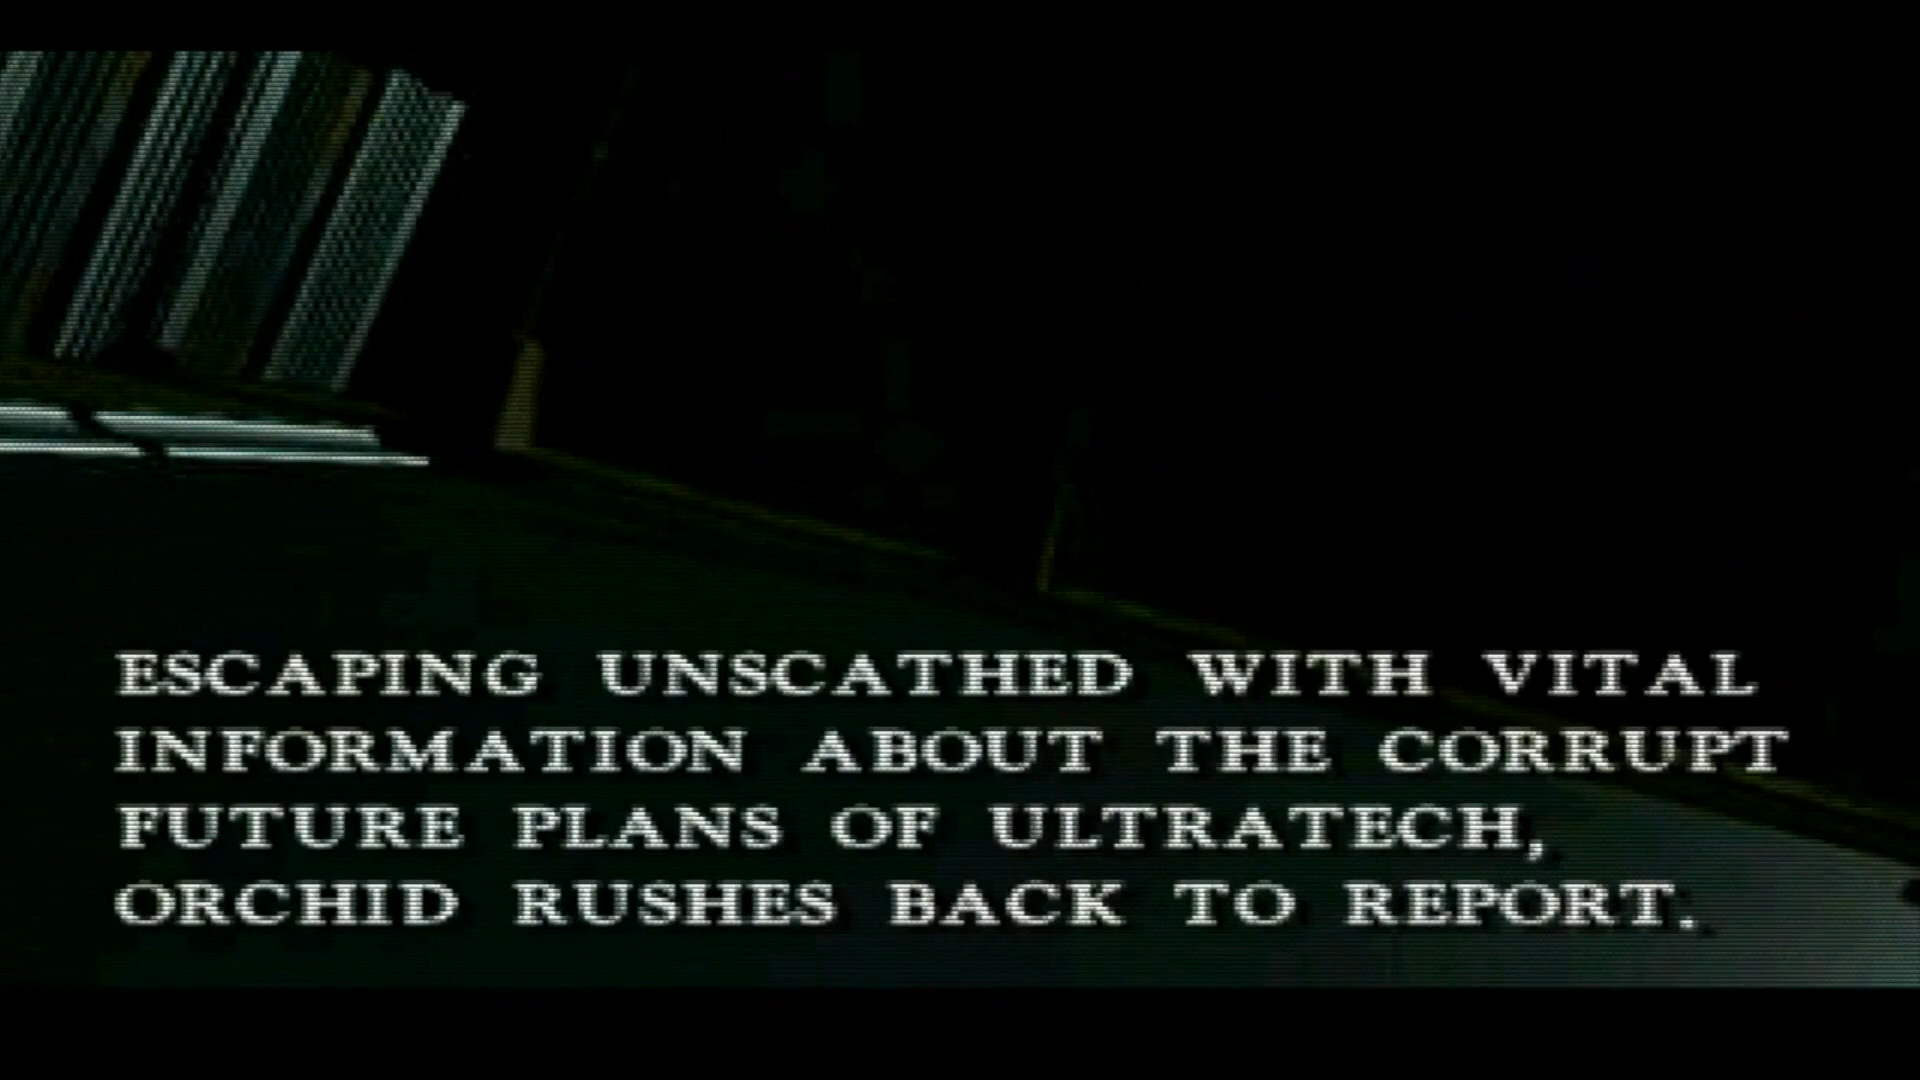 ESCAPING UNSCATHED WITH VITAL
INFORMATION ABOUT THE CORRUPT
FUTURE PLANS OF ULTRATECH,
ORCHID RUSHES BACK TO REPORT.